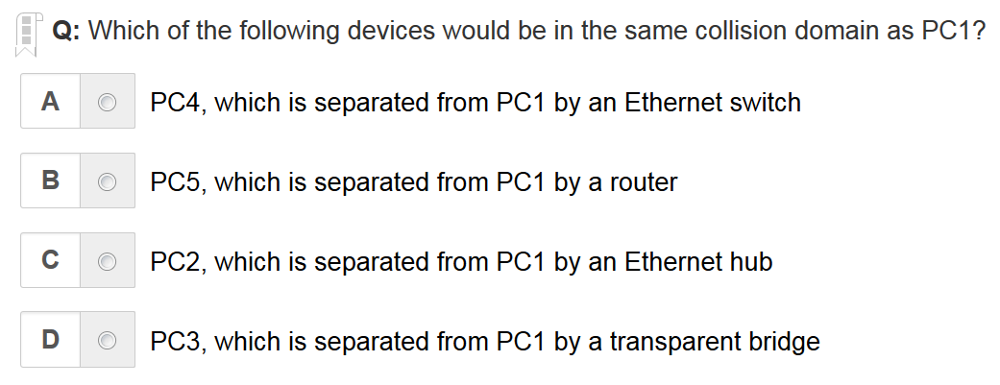 Q: Which of the following devices would be in the same collision domain as PC1?
A PC4, which is separated from PC1 by an Ethernet switch
B PC5, which is separated from PC1 by a router
C PC2, which is separated from PC1 by an Ethernet hub
D PC3, which is separated from PC1 by a transparent bridge